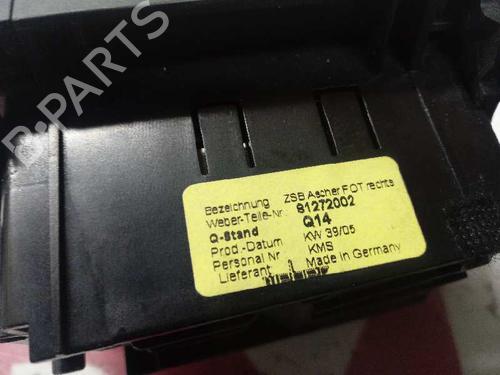 B-PARTS
Bezeichnung ZSB Ascher FOT rechts
Weber-Teile-Nr. 81272002
Q-Stand Q14
Prod.-Datum KW 39/05
Personal Nr KMS
Lieferant Made in Germany